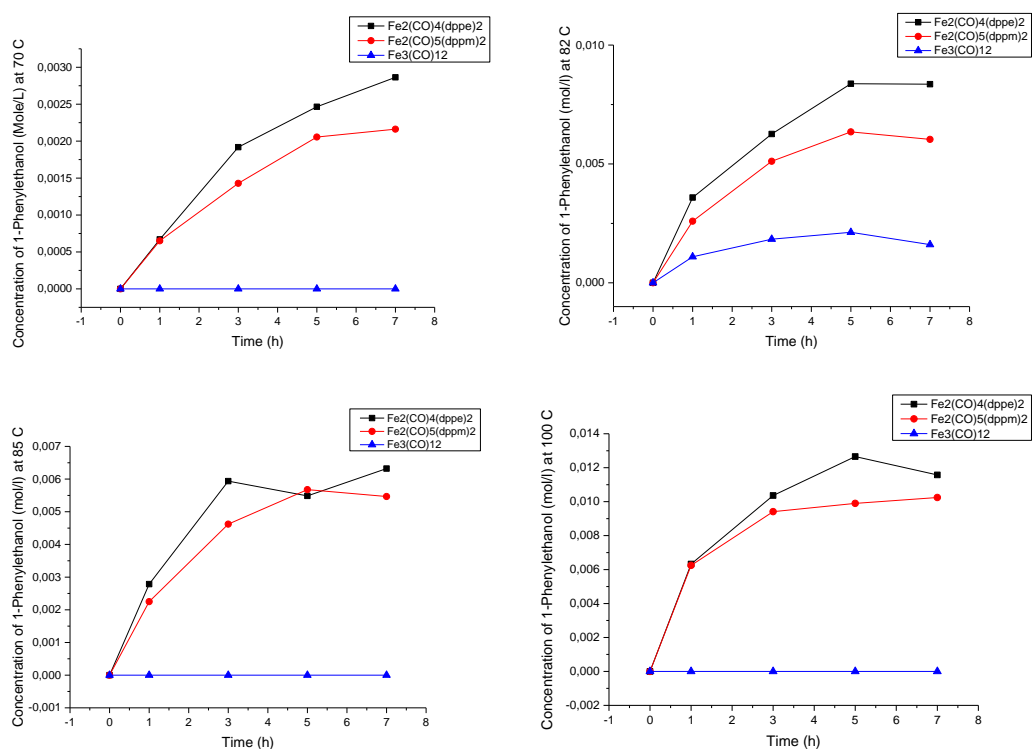 Fe2(CO)4(dppe)2
Fe2(CO)5(dppm)2
Fe3(CO)12
Concentration of 1-Phenylethanol (Mole/L) at 70 C
0,0030
0,0025
0,0020
0,0015
0,0010
0,0005
0,0000
-1 0 1 2 3 4 5 6 7 8
Time (h)
Fe2(CO)4(dppe)2
Fe2(CO)5(dppm)2
Fe3(CO)12
Concentration of 1-Phenylethanol (mol/l) at 82 C
0,010
0,005
0,000
-1 0 1 2 3 4 5 6 7 8
Time (h)
Fe2(CO)4(dppe)2
Fe2(CO)5(dppm)2
Fe3(CO)12
Concentration of 1-Phenylethanol (mol/l) at 85 C
0,007
0,006
0,005
0,004
0,003
0,002
0,001
0,000
-0,001
-1 0 1 2 3 4 5 6 7 8
Time (h)
Fe2(CO)4(dppe)2
Fe2(CO)5(dppm)2
Fe3(CO)12
Concentration of 1-Phenylethanol (mol/l) at 100 C
0,014
0,012
0,010
0,008
0,006
0,004
0,002
0,000
-0,002
-1 0 1 2 3 4 5 6 7 8
Time (h)